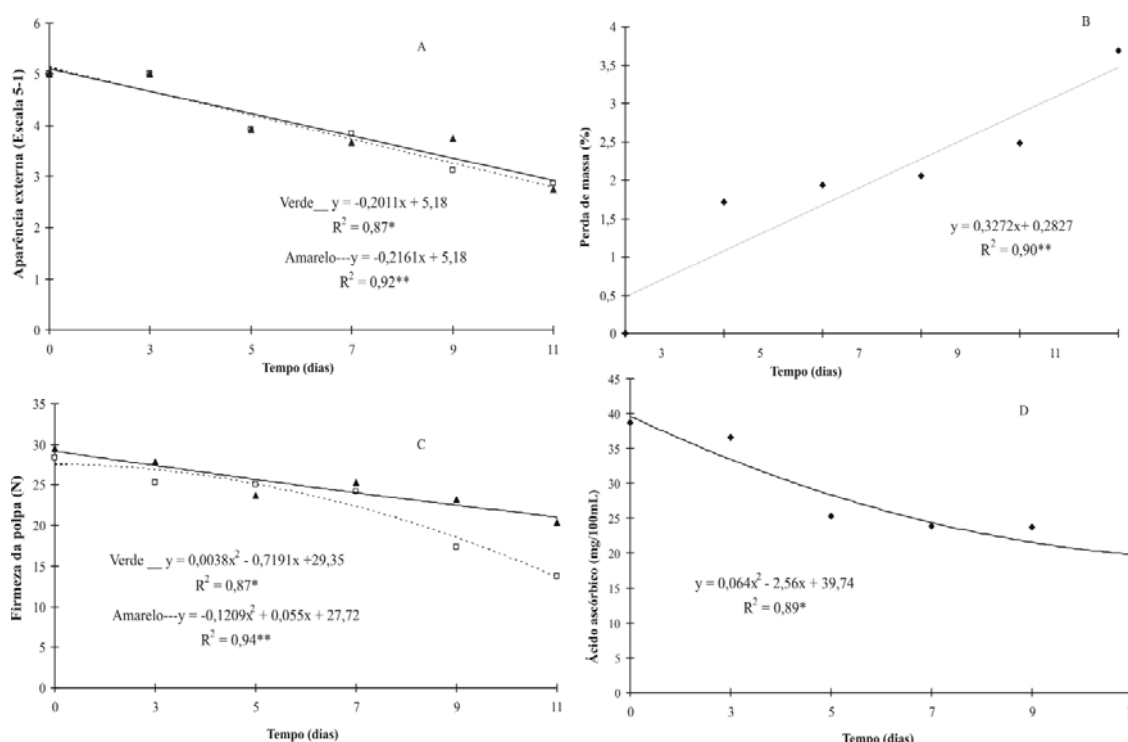 A
Aparência externa (Escala 5-1)
6
5
4
3
2
1
0
Verde__ y = -0,2011x + 5,18
R² = 0,87*
Amarelo---y = -0,2161x + 5,18
R² = 0,92**
0 3 5 7 9 11
Tempo (dias)
B
Perda de massa (%)
4
3,5
3
2,5
2
1,5
1
0,5
0
y = 0,3272x+ 0,2827
R² = 0,90**
3 5 7 9 11
Tempo (dias)
C
Firmeza da polpa (N)
35
30
25
20
15
10
5
0
Verde __ y = 0,0038x² - 0,7191x +29,35
R² = 0,87*
Amarelo---y = -0,1209x² + 0,055x + 27,72
R² = 0,94**
0 3 5 7 9 11
Tempo (dias)
D
Ácido ascórbico (mg/100mL)
45
40
35
30
25
20
15
10
5
0
y = 0,064x² - 2,56x + 39,74
R² = 0,89*
0 3 5 7 9
Tempo (dias)